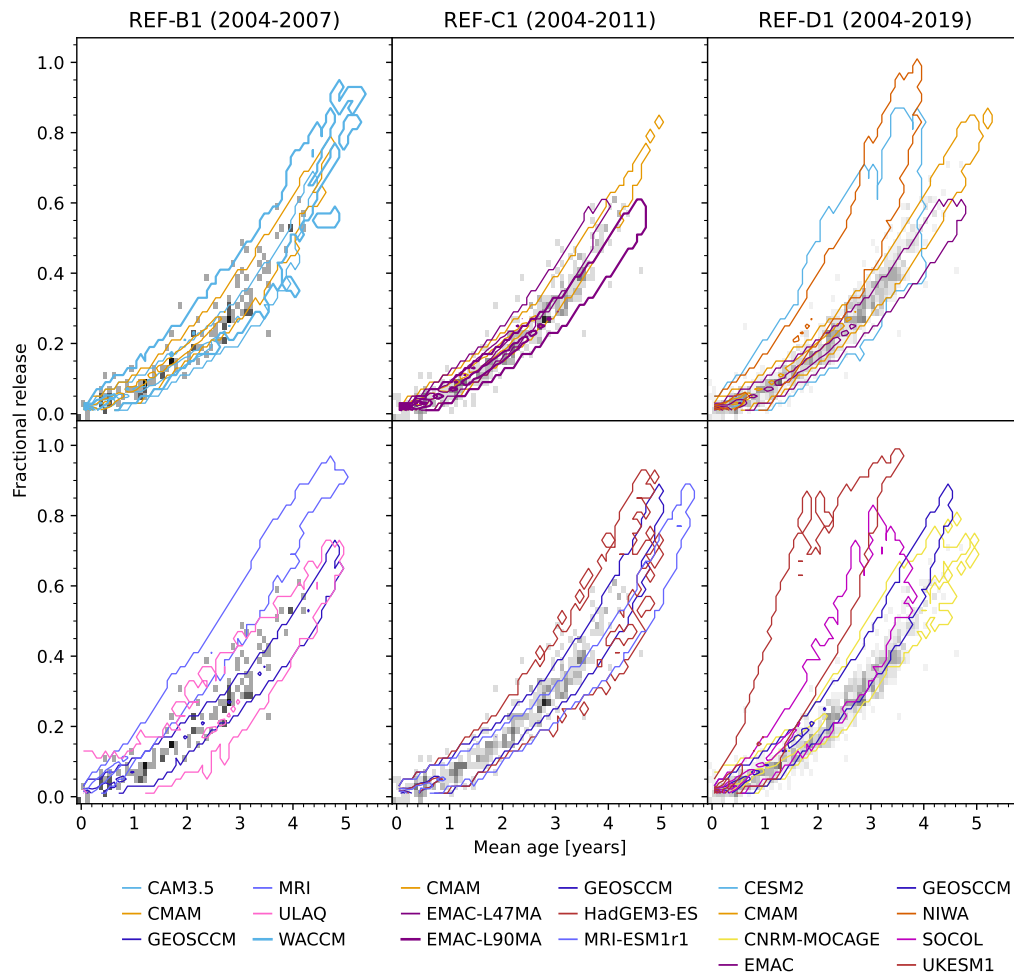 REF-B1 (2004-2007) REF-C1 (2004-2011) REF-D1 (2004-2019)
1.0
0.8
0.6
0.4
0.2
0.0
Fractional release
1.0
0.8
0.6
0.4
0.2
0.0
0 1 2 3 4 5 0 1 2 3 4 5 0 1 2 3 4 5
Mean age [years]
CAM3.5 MRI CMAM GEOSCCM CESM2 GEOSCCM
CMAM ULAQ EMAC-L47MA HadGEM3-ES CMAM NIWA
GEOSCCM WACCM EMAC-L90MA MRI-ESM1r1 CNRM-MOCAGE SOCOL
EMAC UKESM1